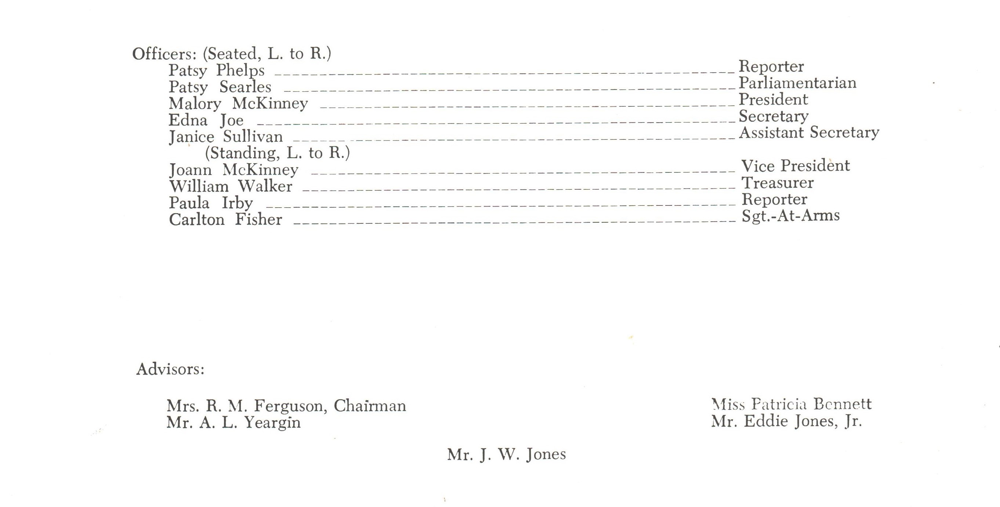 Officers: (Seated, L. to R.)
Patsy Phelps ---------- Reporter
Patsy Searles ---------- Parliamentarian
Malory McKinney ---------- President
Edna Joe ---------- Secretary
Janice Sullivan ---------- Assistant Secretary
(Standing, L. to R.)
Joann McKinney ---------- Vice President
William Walker ---------- Treasurer
Paula Irby ---------- Reporter
Carlton Fisher ---------- Sgt.-At-Arms
Advisors:
Mrs. R. M. Ferguson, Chairman Miss Patricia Bennett
Mr. A. L. Yeargin Mr. Eddie Jones, Jr.
Mr. J. W. Jones